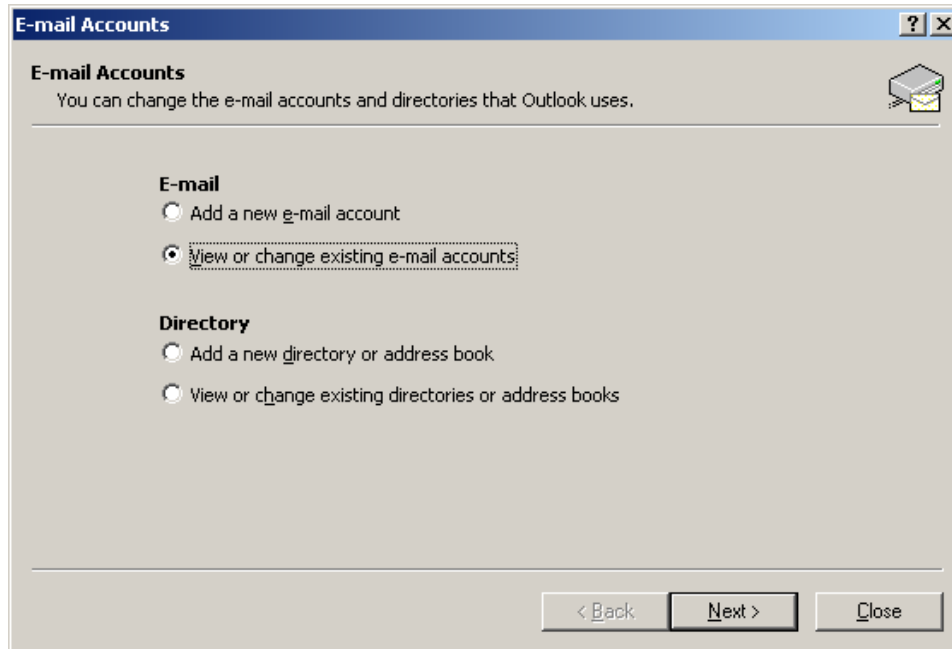 E-mail Accounts
E-mail Accounts
You can change the e-mail accounts and directories that Outlook uses.
E-mail
Add a new e-mail account
View or change existing e-mail accounts
Directory
Add a new directory or address book
View or change existing directories or address books
< Back Next > Close